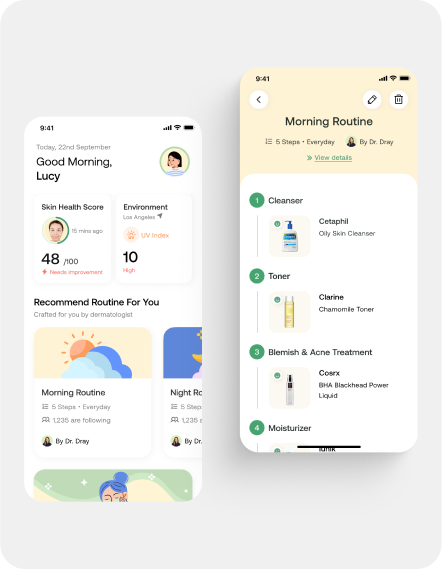 9:41
Today, 22nd September
Good Morning,
Lucy
Skin Health Score
15 mins ago
48 /100
Needs improvement
Environment
Los Angeles
UV Index
10
High
Recommend Routine For You
Crafted for you by dermatologist
Morning Routine
5 Steps • Everyday
1,235 are following
By Dr. Dray
Night Ro
5 Steps
1,235
By Dr.
9:41
Morning Routine
5 Steps • Everyday
By Dr. Dray
View details
1 Cleanser
Cetaphil
Oily Skin Cleanser
2 Toner
Clarine
Chamomile Toner
3 Blemish & Acne Treatment
Cosrx
BHA Blackhead Power
Liquid
4 Moisturizer